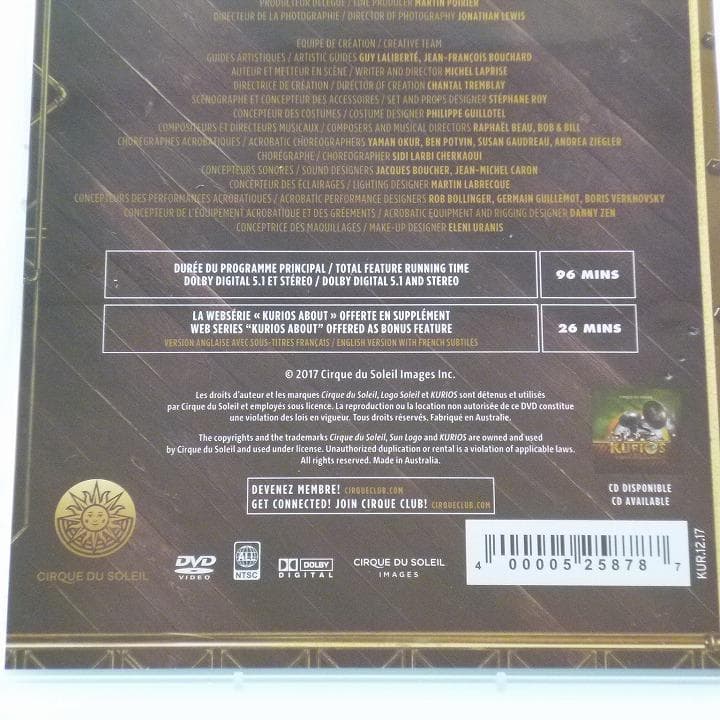 PRODUCTEUR DÉLÉGUÉ / LINE PRODUCER MARTIN POIRIER
DIRECTEUR DE LA PHOTOGRAPHIE / DIRECTOR OF PHOTOGRAPHY JONATHAN LEWIS
ÉQUIPE DE CRÉATION / CREATIVE TEAM
GUIDES ARTISTIQUES / ARTISTIC GUIDES GUY LALIBERTÉ, JEAN-FRANÇOIS BOUCHARD
AUTEUR ET METTEUR EN SCÈNE / WRITER AND DIRECTOR MICHEL LAPRISE
DIRECTRICE DE CRÉATION / DIRECTOR OF CREATION CHANTAL TREMBLAY
SCÉNOGRAPHE ET CONCEPTEUR DES ACCESSOIRES / SET AND PROPS DESIGNER STÉPHANE ROY
CONCEPTEUR DES COSTUMES / COSTUME DESIGNER PHILIPPE GUILLOTEL
COMPOSITEURS ET DIRECTEURS MUSICAUX / COMPOSERS AND MUSICAL DIRECTORS RAPHAËL BEAU, BOB & BILL
CHORÉGRAPHES ACROBATIQUES / ACROBATIC CHOREOGRAPHERS YAMAN OKUR, BEN POTVIN, SUSAN GAUDREAU, ANDREA ZIEGLER
CHORÉGRAPHE / CHOREOGRAPHER SIDI LARBI CHERKAOUI
CONCEPTEURS SONORES / SOUND DESIGNERS JACQUES BOUCHER, JEAN-MICHEL CARON
CONCEPTEUR DES ÉCLAIRAGES / LIGHTING DESIGNER MARTIN LABRECQUE
CONCEPTEURS DES PERFORMANCES ACROBATIQUES / ACROBATIC PERFORMANCE DESIGNERS ROB BOLLINGER, GERMAIN GUILLEMOT, BORIS VERKHOVSKY
CONCEPTEUR DE L'ÉQUIPEMENT ACROBATIQUE ET DES GRÉEMENTS / ACROBATIC EQUIPMENT AND RIGGING DESIGNER DANNY ZEN
CONCEPTRICE DES MAQUILLAGES / MAKE-UP DESIGNER ELENI URANIS
DURÉE DU PROGRAMME PRINCIPAL / TOTAL FEATURE RUNNING TIME
DOLBY DIGITAL 5.1 ET STÉRÉO / DOLBY DIGITAL 5.1 AND STEREO
96 MINS
LA WEBSÉRIE « KURIOS ABOUT » OFFERTE EN SUPPLÉMENT
WEB SERIES "KURIOS ABOUT" OFFERED AS BONUS FEATURE
VERSION ANGLAISE AVEC SOUS-TITRES FRANÇAIS / ENGLISH VERSION WITH FRENCH SUBTILES
26 MINS
© 2017 Cirque du Soleil Images Inc.
Les droits d'auteur et les marques Cirque du Soleil, Logo Soleil et KURIOS sont détenus et utilisés
par Cirque du Soleil et employés sous licence. La reproduction ou la location non autorisée de ce DVD constitue
une violation des lois en vigueur. Tous droits réservés. Fabriqué en Australie.
The copyrights and the trademarks Cirque du Soleil, Sun Logo and KURIOS are owned and used
by Cirque du Soleil and used under license. Unauthorized duplication or rental is a violation of applicable laws.
All rights reserved. Made in Australia.
KURIOS
CD DISPONIBLE
CD AVAILABLE
DEVENEZ MEMBRE! CIRQUECLUB.COM
GET CONNECTED! JOIN CIRQUE CLUB! CIRQUECLUB.COM
CIRQUE DU SOLEIL
DVD
VIDEO
ALL
NTSC
DOLBY
DIGITAL
CIRQUE DU SOLEIL
IMAGES
4 00005 25878 7
KUR.12.17